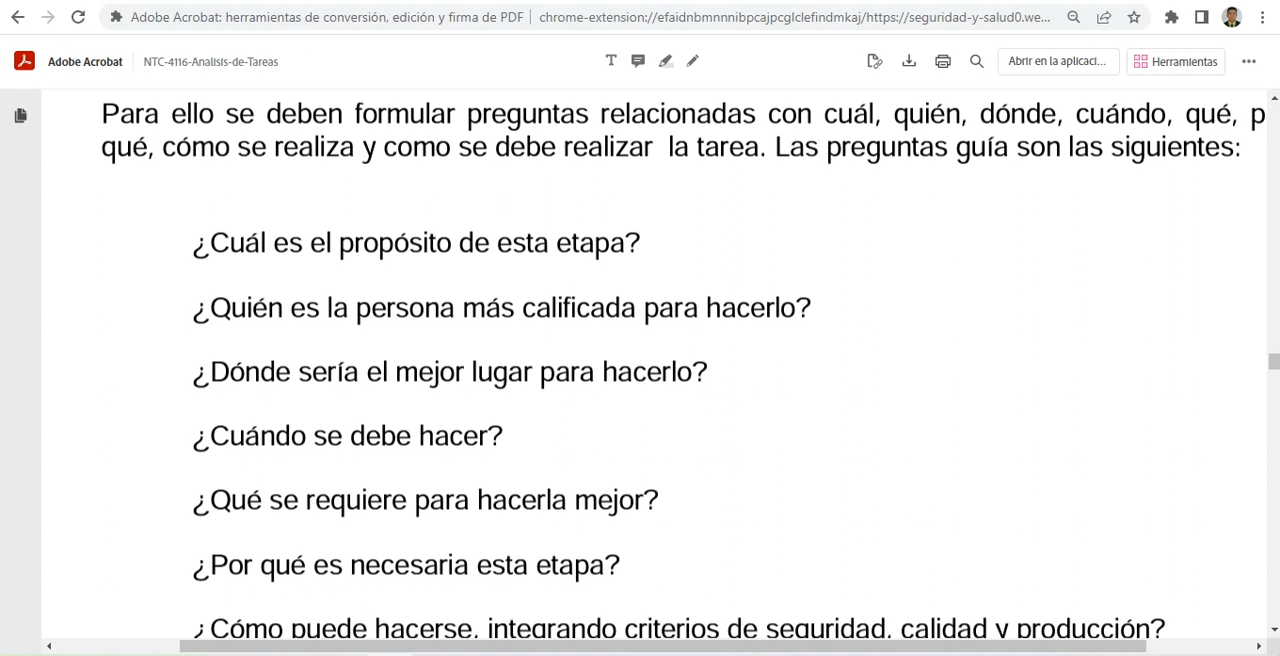 Adobe Acrobat: herramientas de conversión, edición y firma de PDF | chrome-extension://efaidnbmnnnibpcajpcglclefindmkaj/https://seguridad-y-salud0.we...
Adobe Acrobat NTC-4116-Analisis-de-Tareas T Abrir en la aplicaci... Herramientas
Para ello se deben formular preguntas relacionadas con cuál, quién, dónde, cuándo, qué, p
qué, cómo se realiza y como se debe realizar la tarea. Las preguntas guía son las siguientes:
¿Cuál es el propósito de esta etapa?
¿Quién es la persona más calificada para hacerlo?
¿Dónde sería el mejor lugar para hacerlo?
¿Cuándo se debe hacer?
¿Qué se requiere para hacerla mejor?
¿Por qué es necesaria esta etapa?
¿Cómo puede hacerse, integrando criterios de seguridad, calidad y producción?